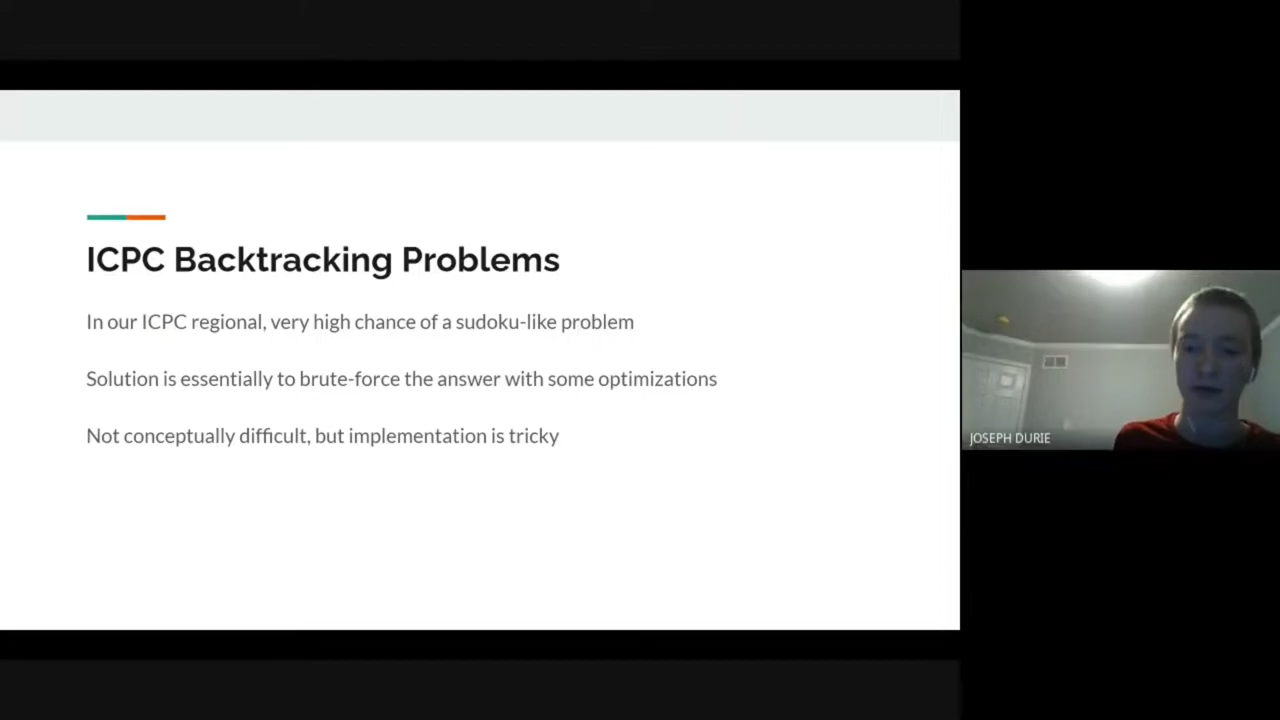 ICPC Backtracking Problems
In our ICPC regional, very high chance of a sudoku-like problem
Solution is essentially to brute-force the answer with some optimizations
Not conceptually difficult, but implementation is tricky
JOSEPH DURIE